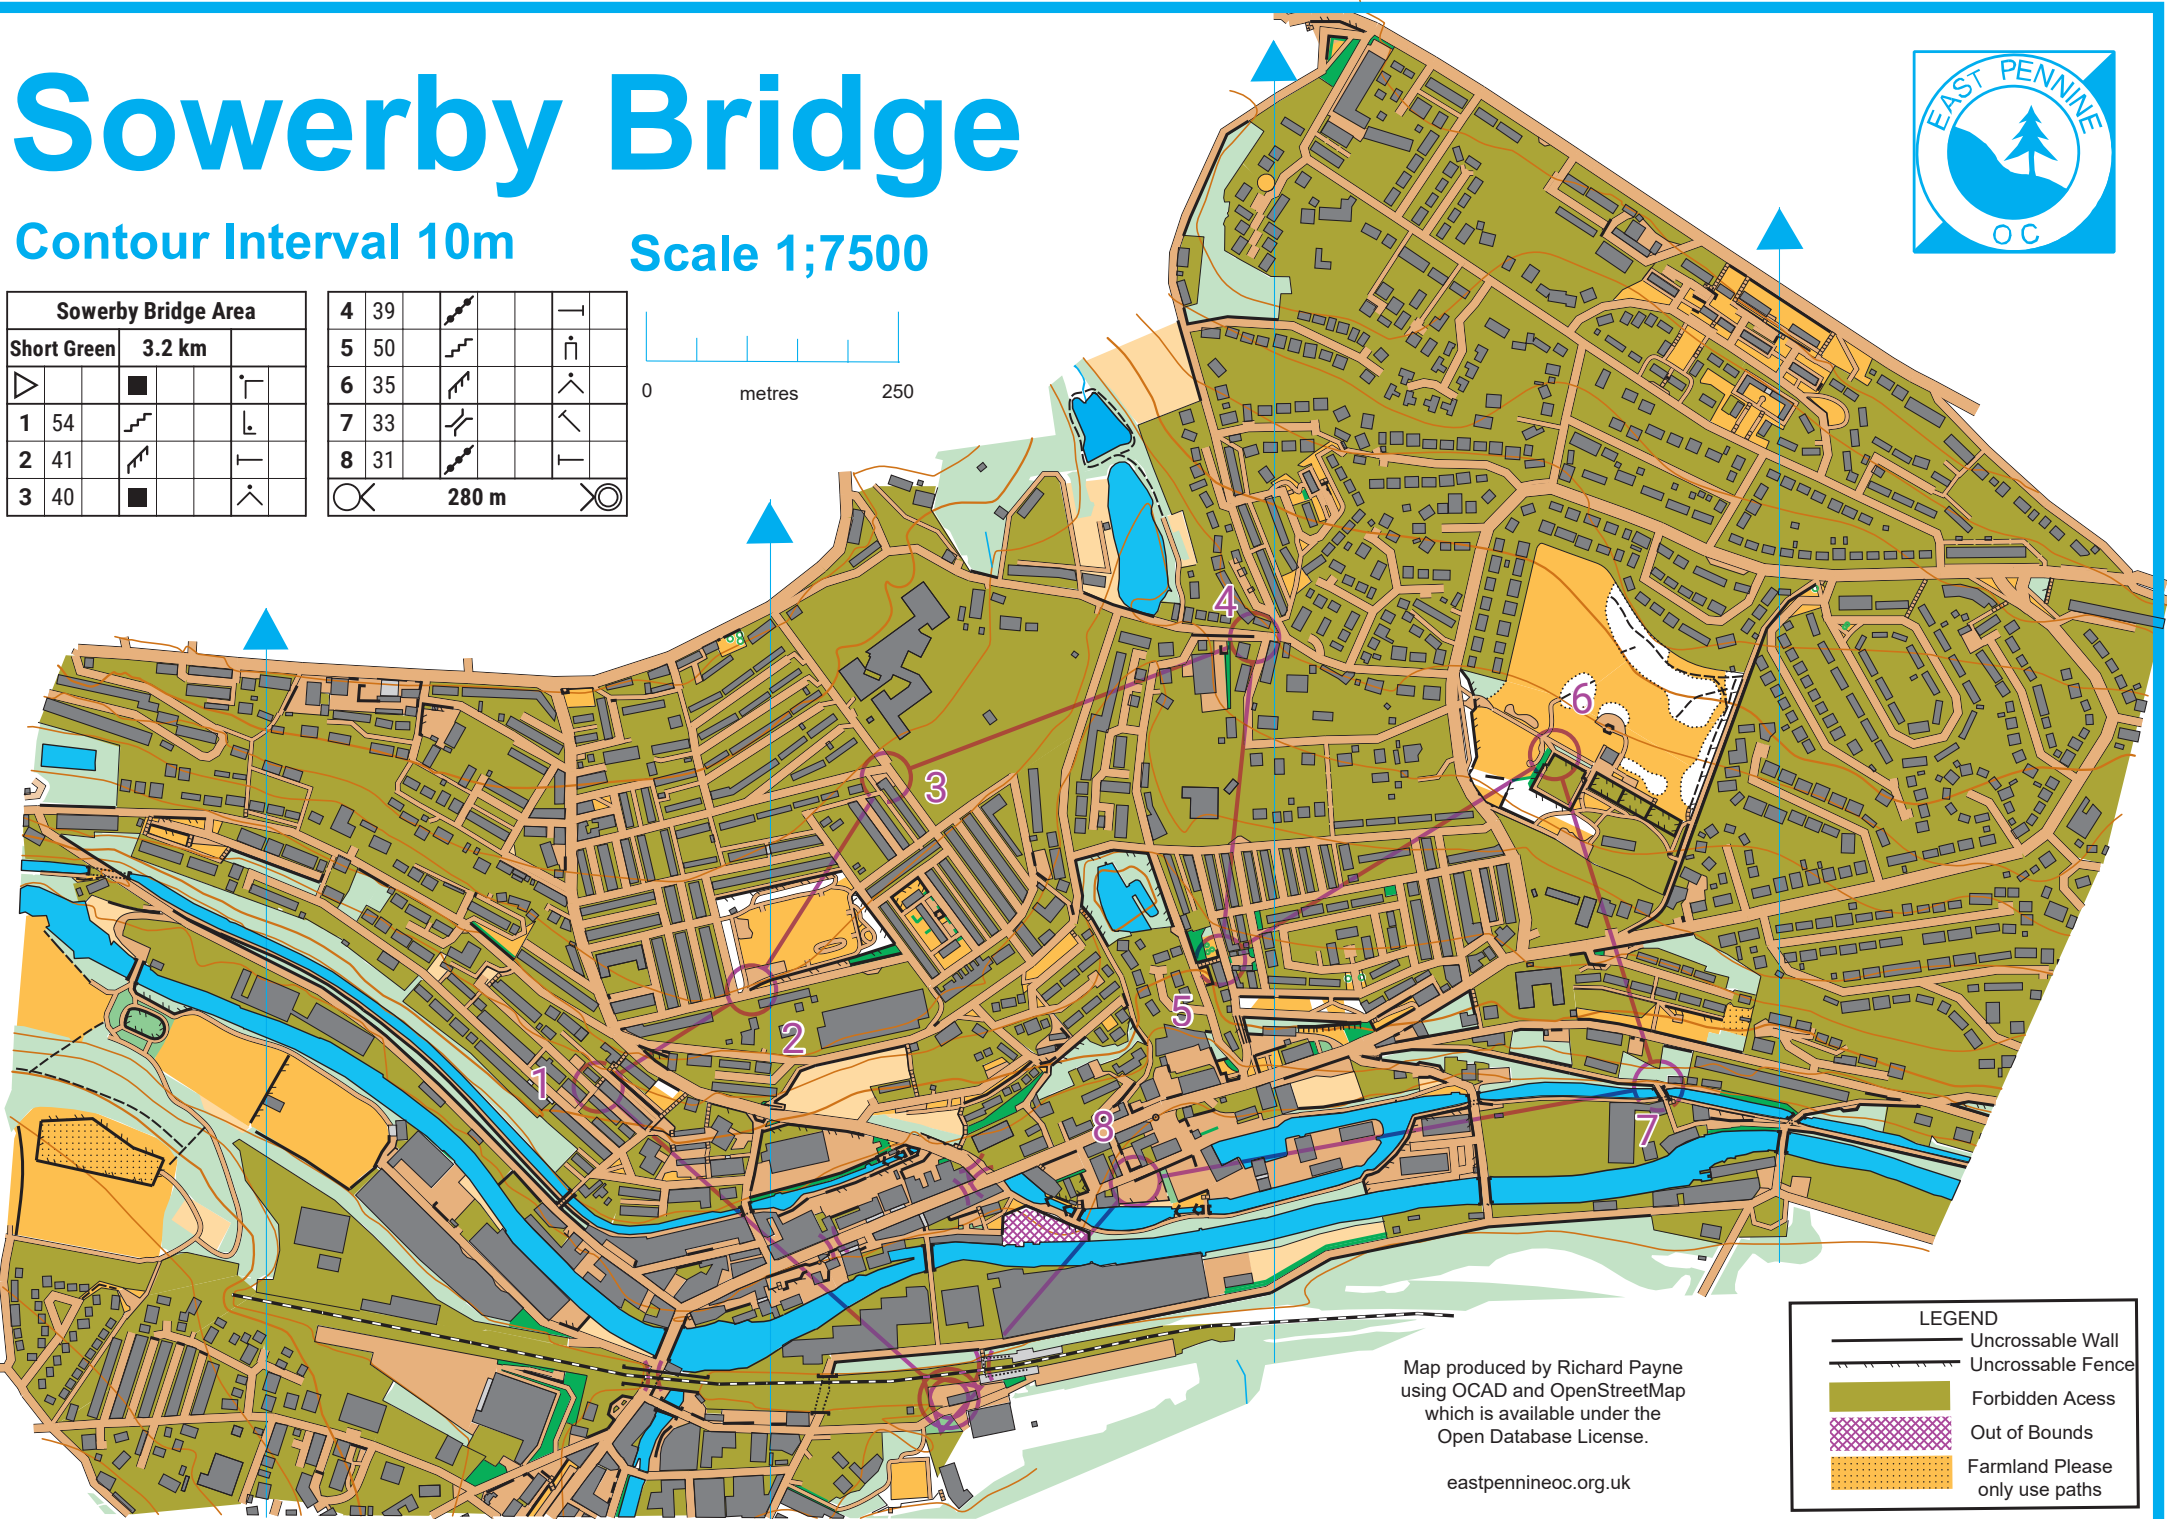 Sowerby Bridge
Contour Interval 10m
Scale 1;7500
EAST PENNINE
OC
Sowerby Bridge Area
Short Green 3.2 km
1 54
2 41
3 40
4 39
5 50
6 35
7 33
8 31
280 m
0 metres 250
4
6
3
5
2
1
8
7
Map produced by Richard Payne
using OCAD and OpenStreetMap
which is available under the
Open Database License.
eastpennineoc.org.uk
LEGEND
Uncrossable Wall
Uncrossable Fence
Forbidden Acess
Out of Bounds
Farmland Please
only use paths